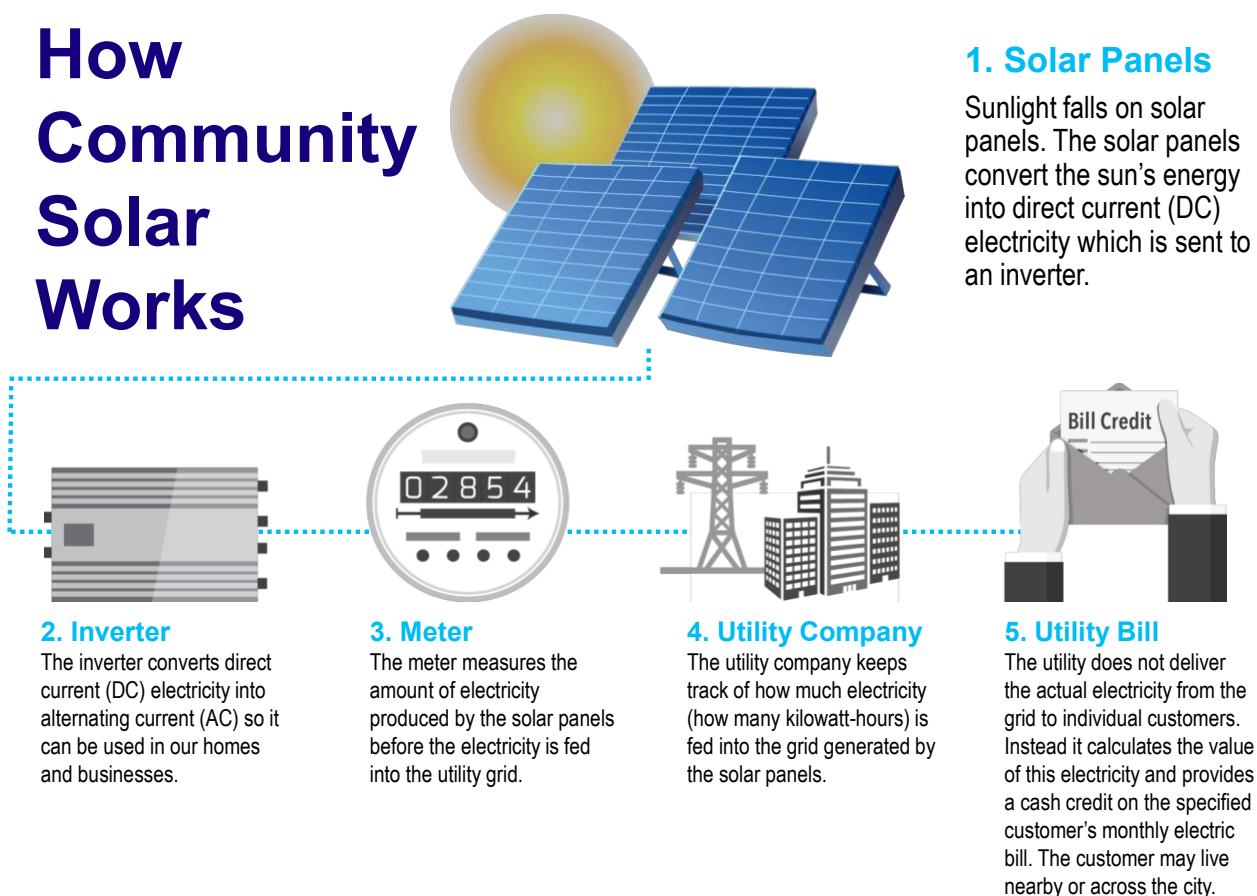 How
Community
Solar
Works
1. Solar Panels
Sunlight falls on solar
panels. The solar panels
convert the sun’s energy
into direct current (DC)
electricity which is sent to
an inverter.
02854
Bill Credit
2. Inverter
The inverter converts direct
current (DC) electricity into
alternating current (AC) so it
can be used in our homes
and businesses.
3. Meter
The meter measures the
amount of electricity
produced by the solar panels
before the electricity is fed
into the utility grid.
4. Utility Company
The utility company keeps
track of how much electricity
(how many kilowatt-hours) is
fed into the grid generated by
the solar panels.
5. Utility Bill
The utility does not deliver
the actual electricity from the
grid to individual customers.
Instead it calculates the value
of this electricity and provides
a cash credit on the specified
customer’s monthly electric
bill. The customer may live
nearby or across the city.